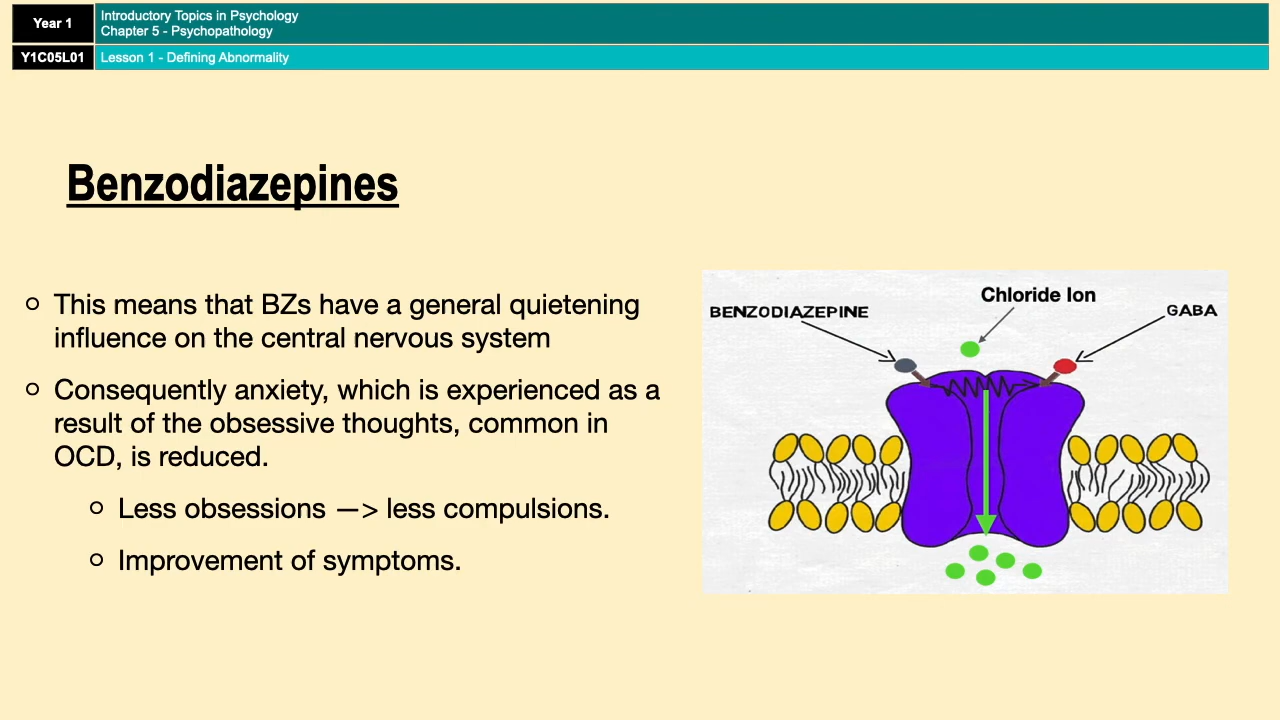 Year 1
Introductory Topics in Psychology
Chapter 5 - Psychopathology
Y1C05L01
Lesson 1 - Defining Abnormality
Benzodiazepines
This means that BZs have a general quietening
influence on the central nervous system
Consequently anxiety, which is experienced as a
result of the obsessive thoughts, common in
OCD, is reduced.
Less obsessions —> less compulsions.
Improvement of symptoms.
Chloride Ion
BENZODIAZEPINE
GABA